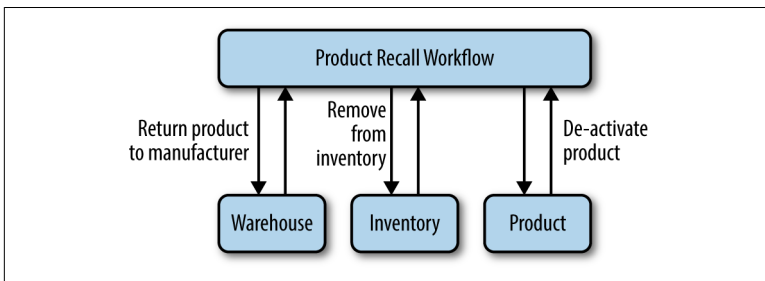 Product Recall Workflow
Return product
to manufacturer
Remove
from
inventory
De-activate
product
Warehouse
Inventory
Product